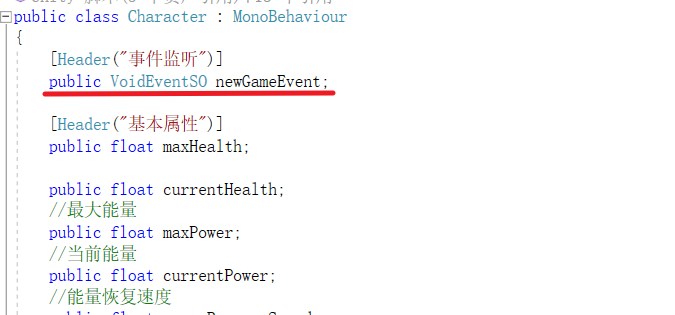 public class Character : MonoBehaviour
{
[Header("事件监听")]
public VoidEventSO newGameEvent;
[Header("基本属性")]
public float maxHealth;
public float currentHealth;
//最大能量
public float maxPower;
//当前能量
public float currentPower;
//能量恢复速度